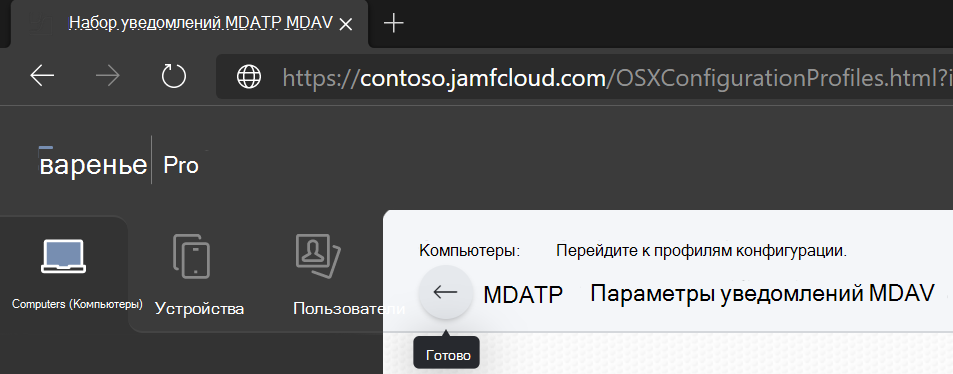 Набор уведомлений MDATP MDAV
https://contoso.jamfcloud.com/OSXConfigurationProfiles.html?i
варенье Pro
Компьютеры: Перейдите к профилям конфигурации.
MDATP Параметры уведомлений MDAV
Computers (Компьютеры) Устройства Пользователи
Готово